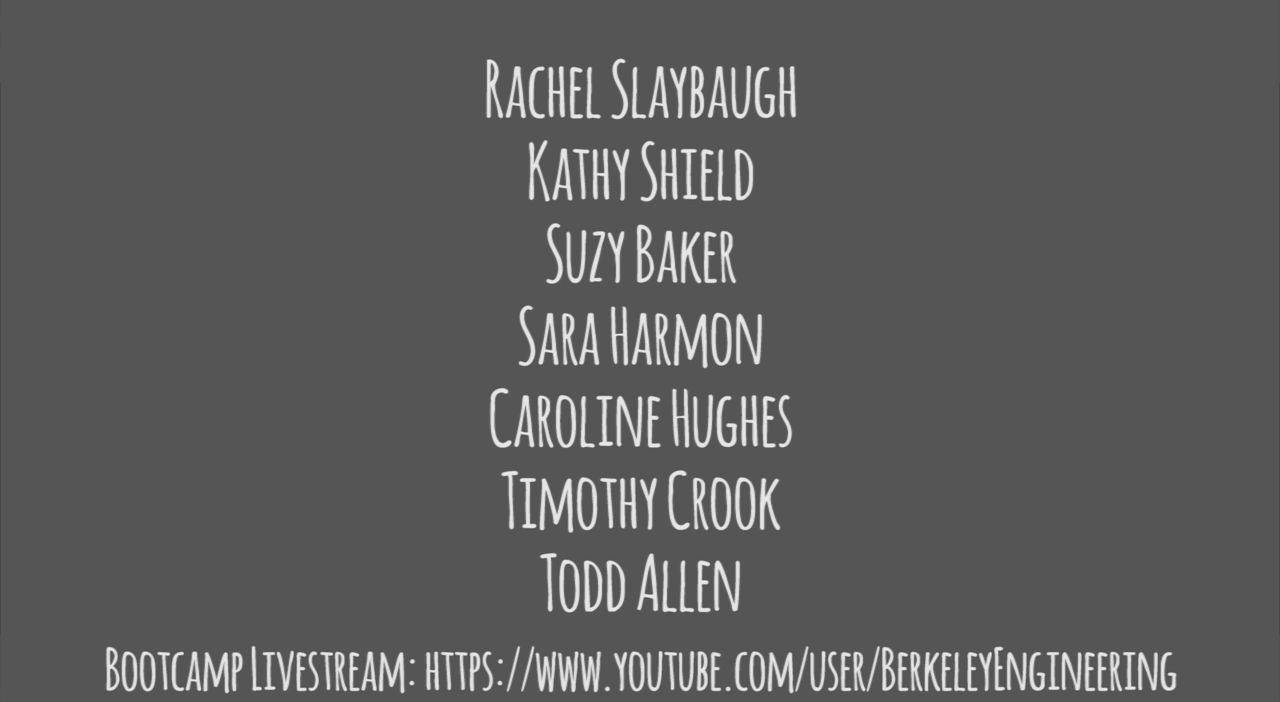 Rachel Slaybaugh
Kathy Shield
Suzy Baker
Sara Harmon
Caroline Hughes
Timothy Crook
Todd Allen
Bootcamp Livestream: https://www.youtube.com/user/BerkeleyEngineering